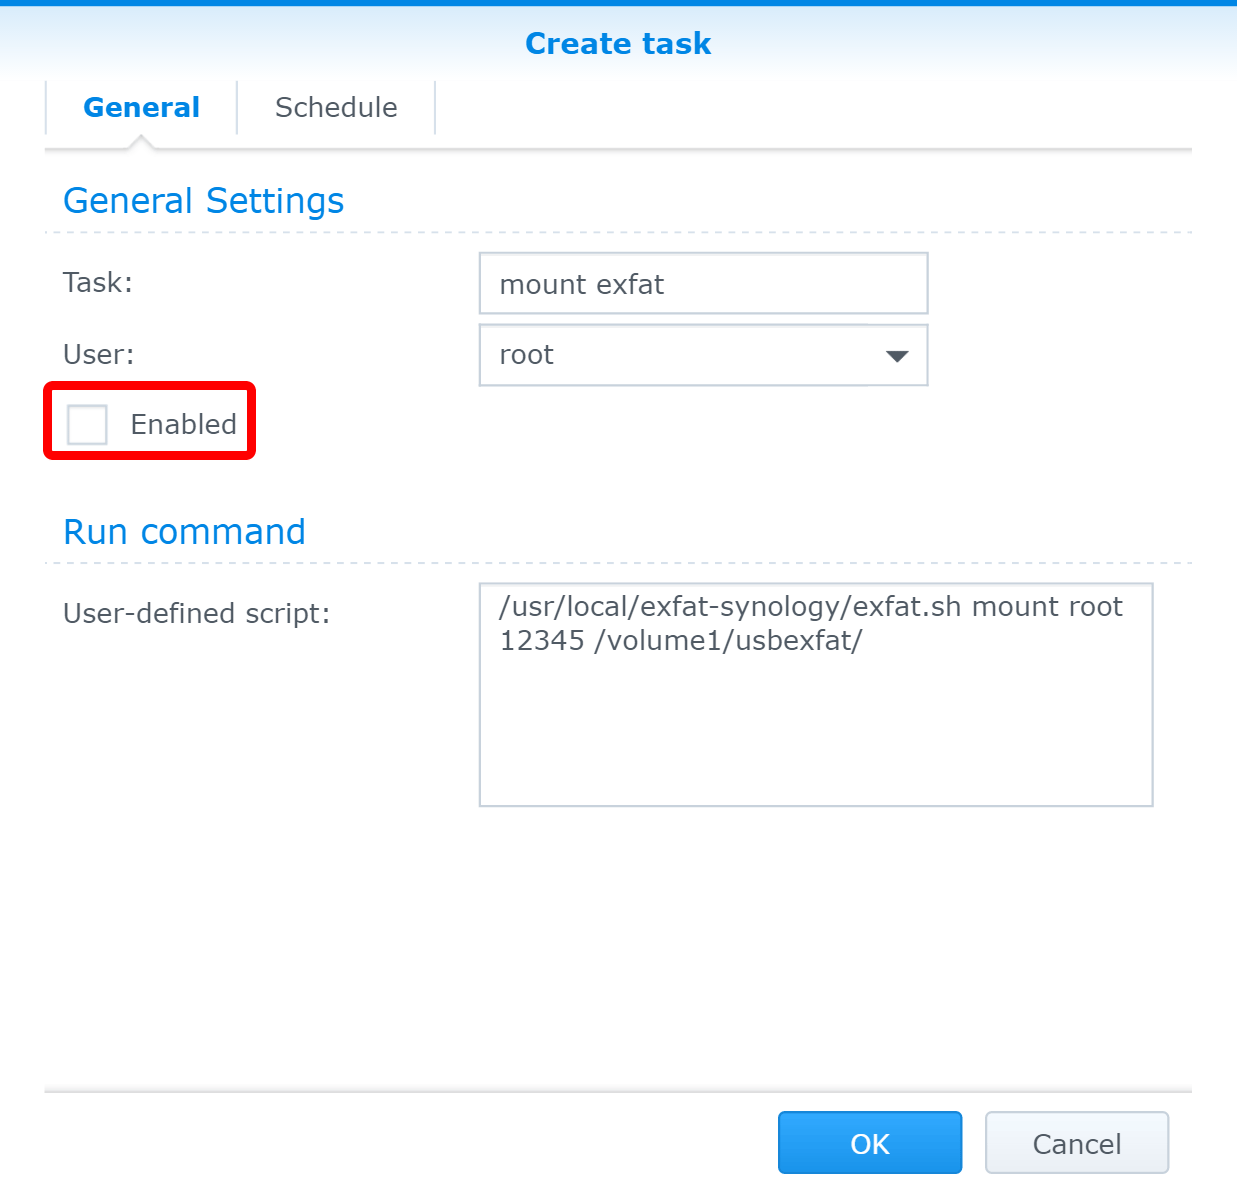 Create task
General
Schedule
General Settings
Task:
mount exfat
User:
root
Enabled
Run command
User-defined script:
/usr/local/exfat-synology/exfat.sh mount root
12345 /volume1/usbexfat/
OK
Cancel